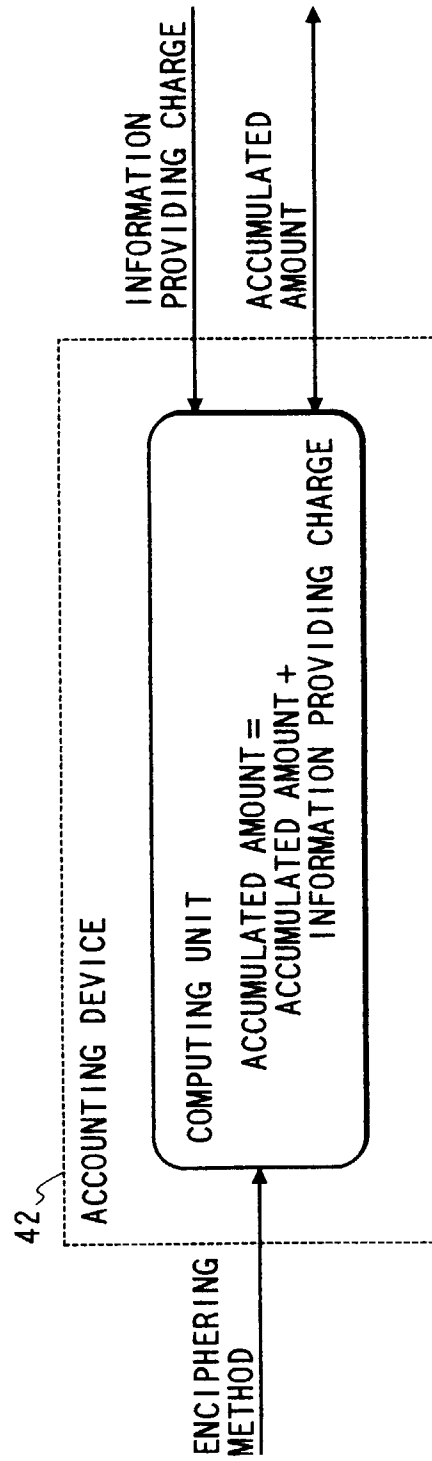 42
ACCOUNTING DEVICE
ENCIPHERING
METHOD
COMPUTING UNIT
ACCUMULATED AMOUNT =
ACCUMULATED AMOUNT +
INFORMATION PROVIDING CHARGE
INFORMATION
PROVIDING CHARGE
ACCUMULATED
AMOUNT